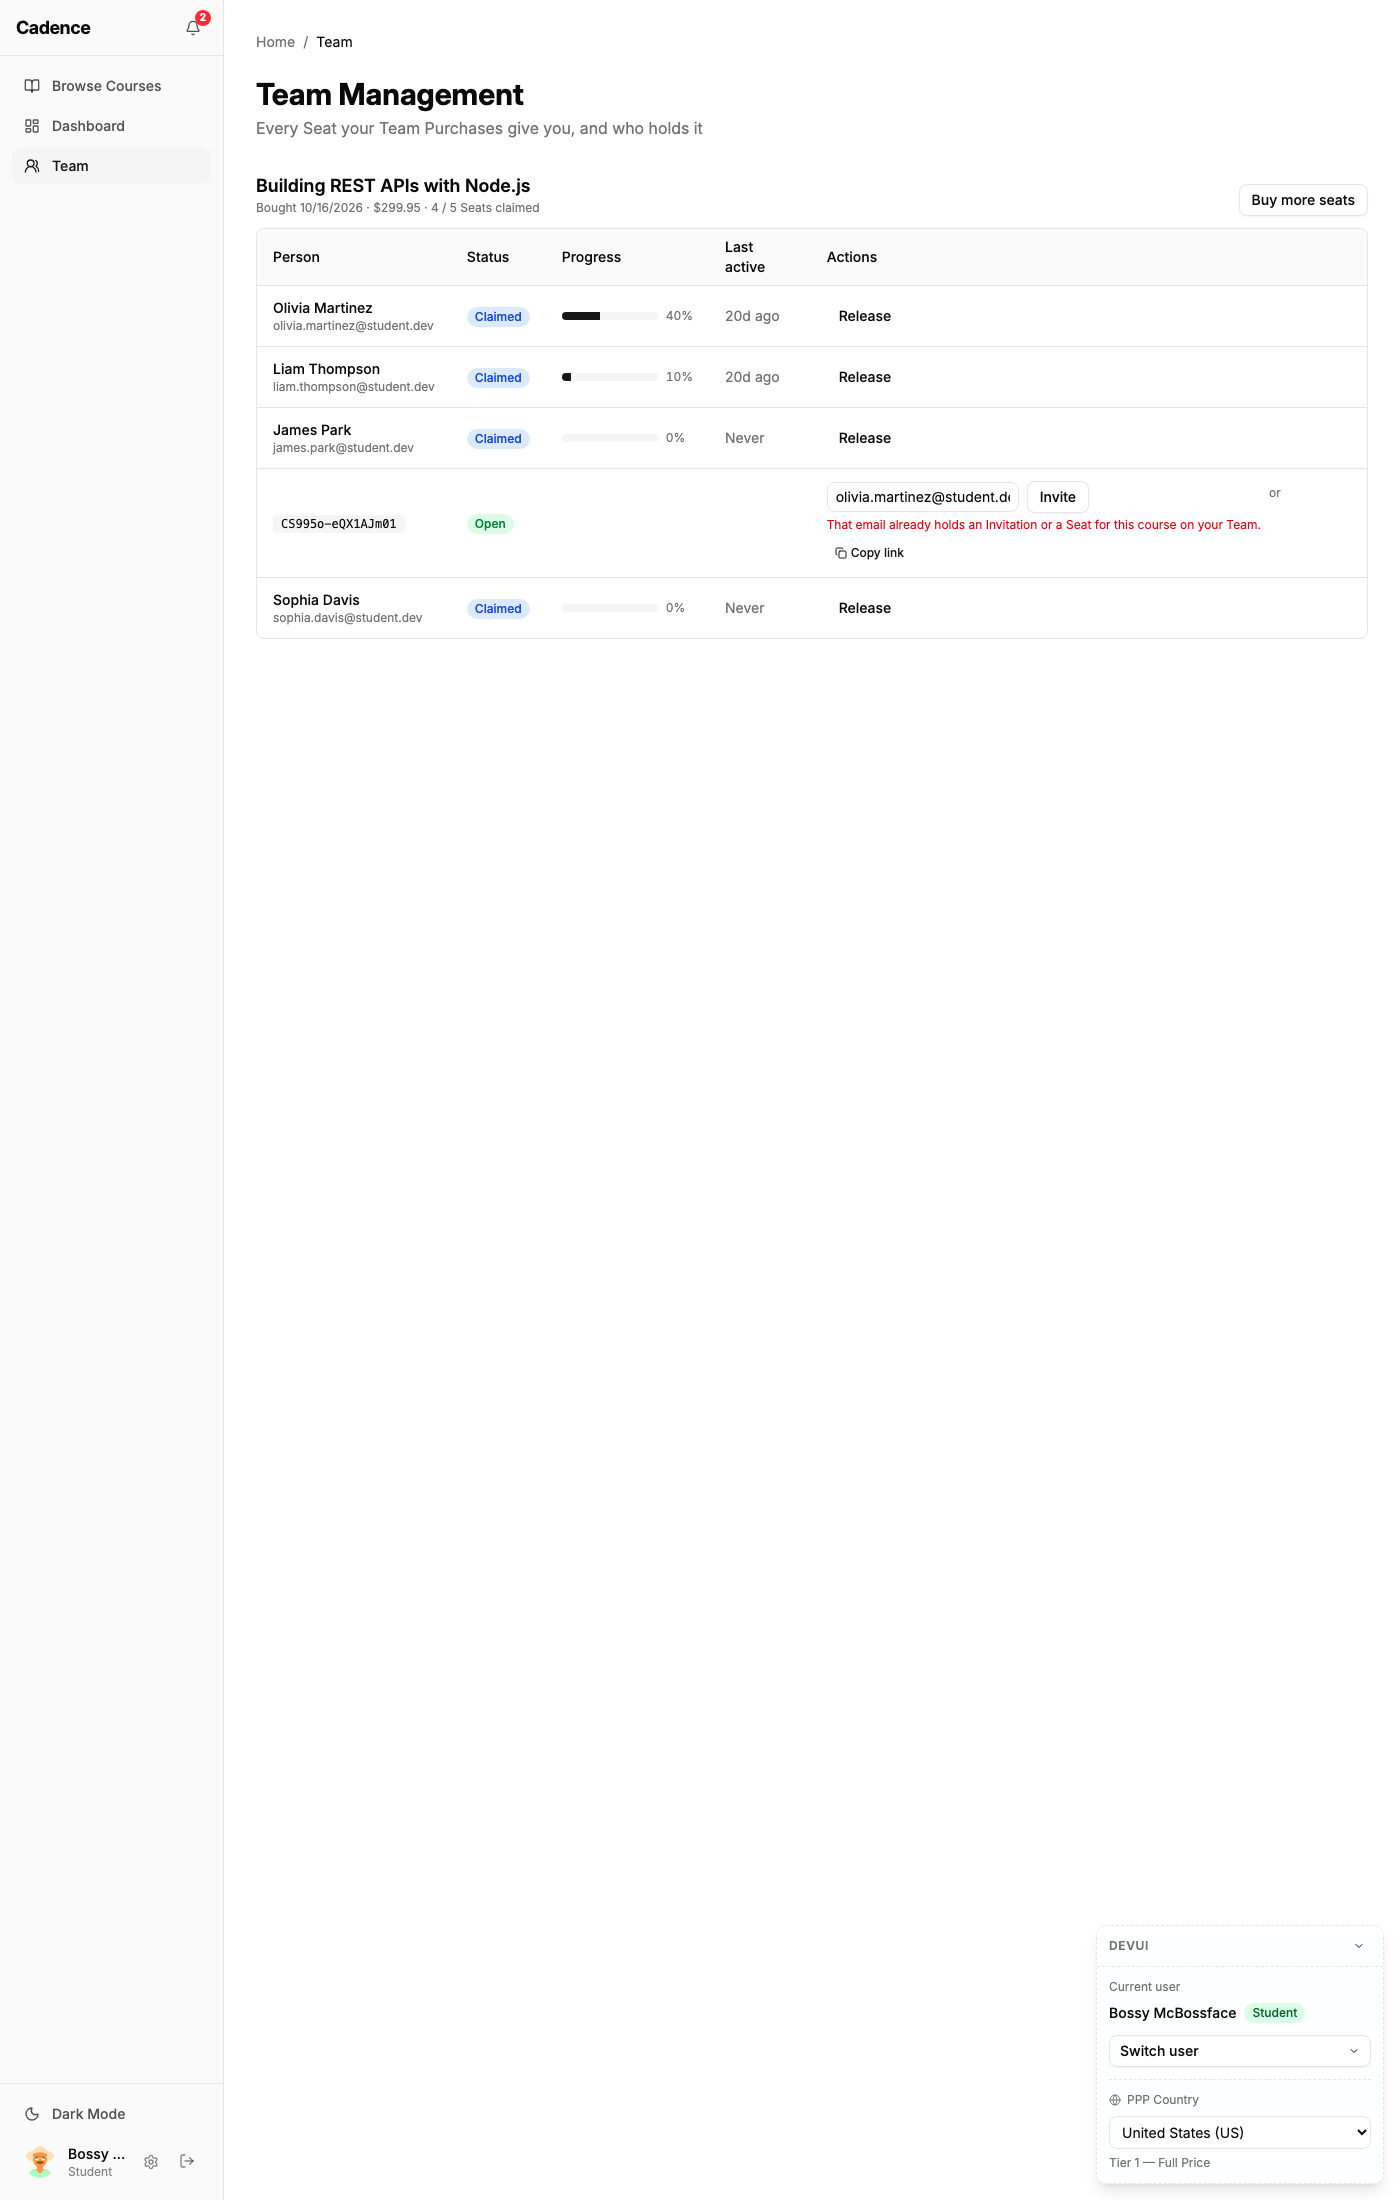 Cadence
2
Browse Courses
Dashboard
Team
Home / Team
Team Management
Every Seat your Team Purchases give you, and who holds it
Building REST APIs with Node.js
Bought 10/16/2026 · $299.95 · 4 / 5 Seats claimed
Buy more seats
Person Status Progress Last active Actions
Olivia Martinez
olivia.martinez@student.dev
Claimed 40% 20d ago Release
Liam Thompson
liam.thompson@student.dev
Claimed 10% 20d ago Release
James Park
james.park@student.dev
Claimed 0% Never Release
CS995o-eQX1AJm01 Open
olivia.martinez@student.de Invite or
That email already holds an Invitation or a Seat for this course on your Team.
Copy link
Sophia Davis
sophia.davis@student.dev
Claimed 0% Never Release
DEVUI
Current user
Bossy McBossface Student
Switch user
PPP Country
United States (US)
Tier 1 — Full Price
Dark Mode
Bossy ...
Student